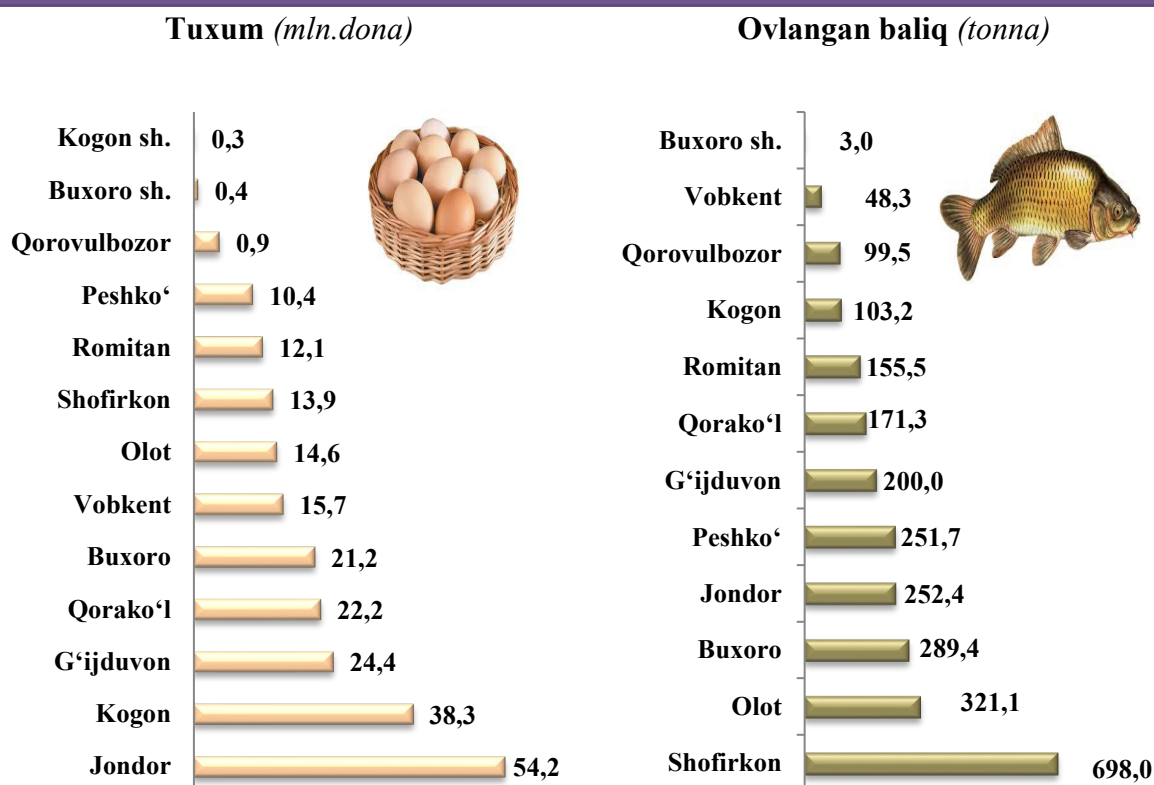 Tuxum (mln.dona)
Kogon sh. 0,3
Buxoro sh. 0,4
Qorovulbozor 0,9
Peshko‘ 10,4
Romitan 12,1
Shofirkon 13,9
Olot 14,6
Vobkent 15,7
Buxoro 21,2
Qorako‘l 22,2
G‘ijduvon 24,4
Kogon 38,3
Jondor 54,2
Ovlangan baliq (tonna)
Buxoro sh. 3,0
Vobkent 48,3
Qorovulbozor 99,5
Kogon 103,2
Romitan 155,5
Qorako‘l 171,3
G‘ijduvon 200,0
Peshko‘ 251,7
Jondor 252,4
Buxoro 289,4
Olot 321,1
Shofirkon 698,0